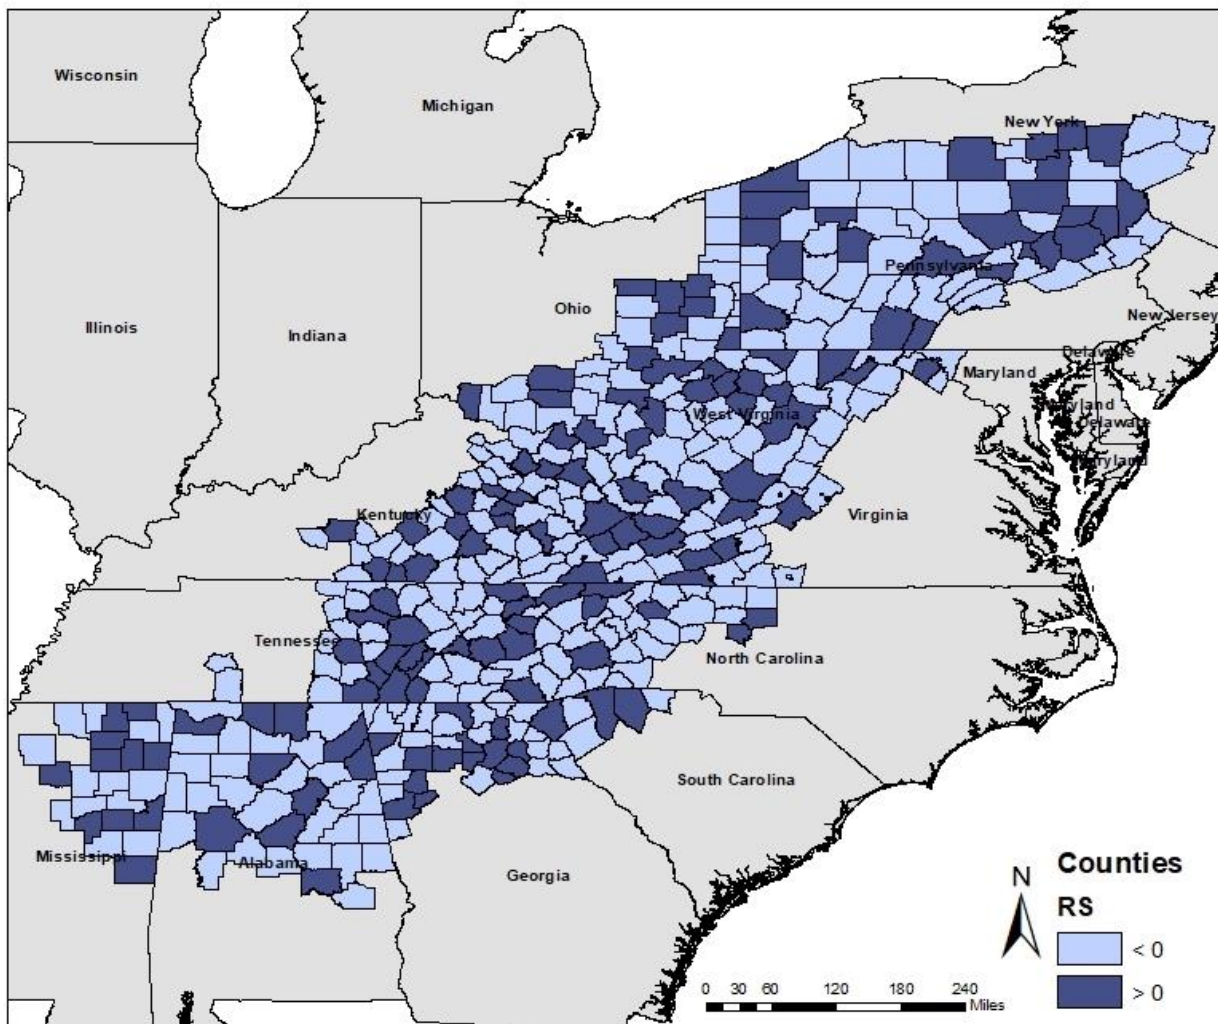 Wisconsin
Michigan
New York
Pennsylvania
Ohio
Illinois
Indiana
New Jersey
Delaware
Maryland
Maryland
West Virginia
Delaware
Maryland
Kentucky
Virginia
Tennessee
North Carolina
South Carolina
Mississippi
Alabama
Georgia
Counties
N
RS
< 0
> 0
0 30 60 120 180 240
Miles